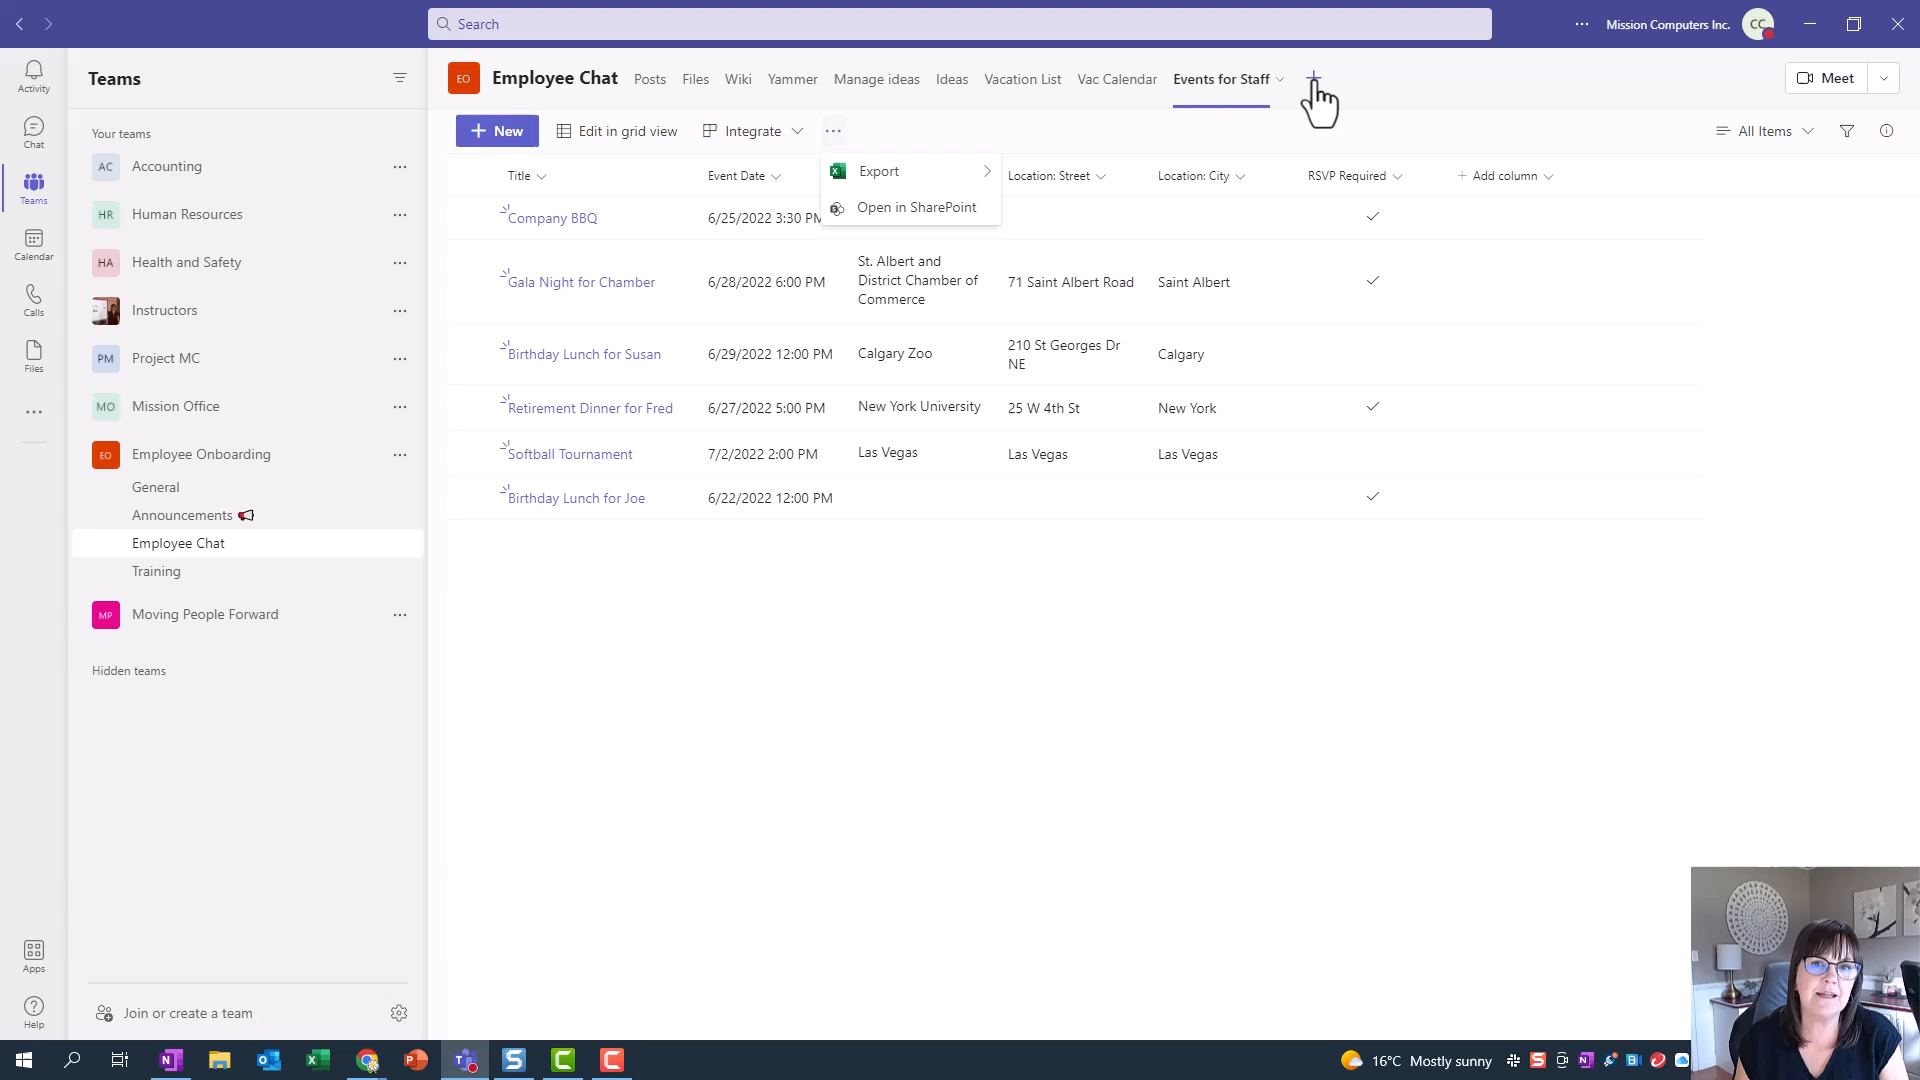 Search
Mission Computers Inc.
CC
Activity
Chat
Teams
Calendar
Calls
Files
Apps
Help
Teams
Your teams
AC Accounting
HR Human Resources
HA Health and Safety
Instructors
PM Project MC
MO Mission Office
EO Employee Onboarding
General
Announcements
Employee Chat
Training
MP Moving People Forward
Hidden teams
Join or create a team
EO Employee Chat Posts Files Wiki Yammer Manage ideas Ideas Vacation List Vac Calendar Events for Staff
Meet
New Edit in grid view Integrate
All Items
Export
Open in SharePoint
Title Event Date Location: Street Location: City RSVP Required Add column
Company BBQ 6/25/2022 3:30 PM
Gala Night for Chamber 6/28/2022 6:00 PM St. Albert and District Chamber of Commerce 71 Saint Albert Road Saint Albert
Birthday Lunch for Susan 6/29/2022 12:00 PM Calgary Zoo 210 St Georges Dr NE Calgary
Retirement Dinner for Fred 6/27/2022 5:00 PM New York University 25 W 4th St New York
Softball Tournament 7/2/2022 2:00 PM Las Vegas Las Vegas Las Vegas
Birthday Lunch for Joe 6/22/2022 12:00 PM
16°C Mostly sunny